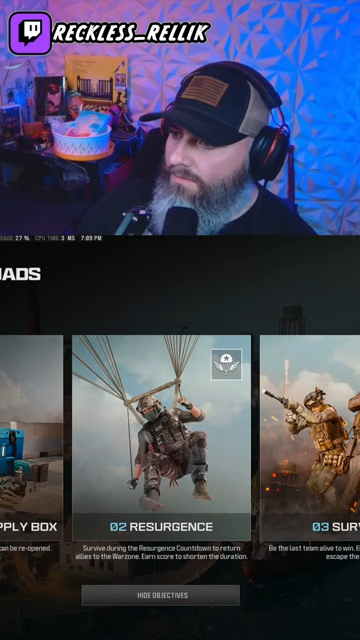 RECKLESS_RELLIK
27 % CPU TIME: 3 MS 7:09 PM
UADS
PPLY BOX
can be re-opened
02 RESURGENCE
Survive during the Resurgence Countdown to return
allies to the Warzone. Earn score to shorten the duration.
03 SURV
Be the last team alive to win. E
escape the
HIDE OBJECTIVES